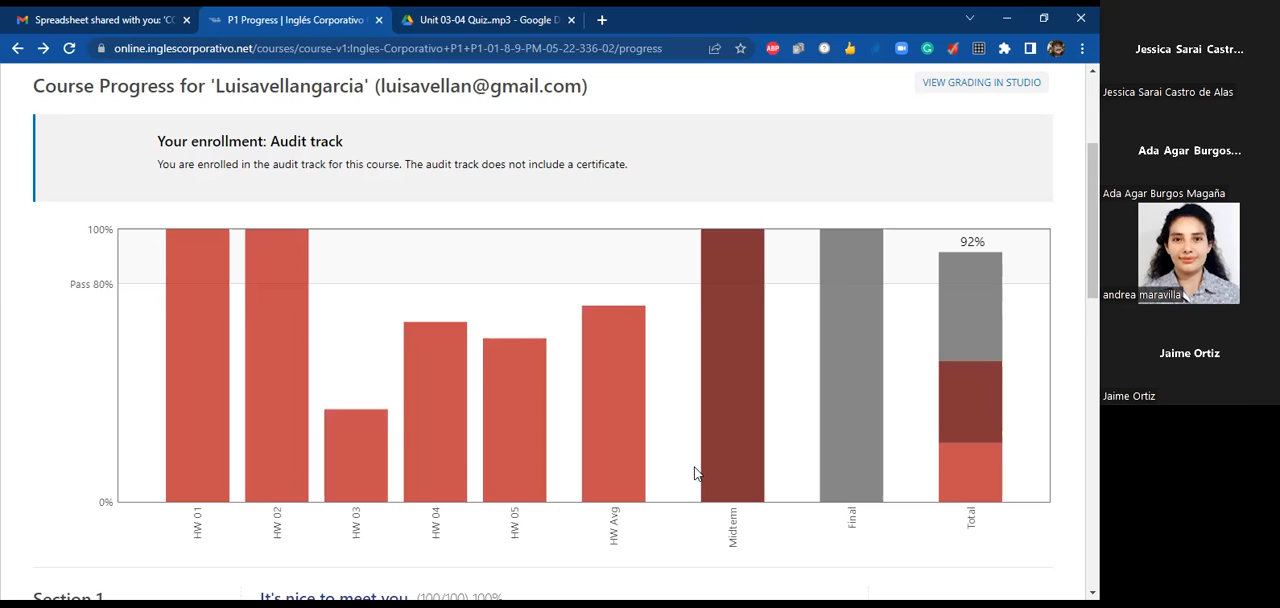 Spreadsheet shared with you: 'CC
P1 Progress | Inglés Corporativo
Unit 03-04 Quiz..mp3 - Google D
online.inglescorporativo.net/courses/course-v1:Ingles-Corporativo+P1+P1-01-8-9-PM-05-22-336-02/progress
ABP
Course Progress for 'Luisavellangarcia' (luisavellan@gmail.com)
VIEW GRADING IN STUDIO
Your enrollment: Audit track
You are enrolled in the audit track for this course. The audit track does not include a certificate.
100%
Pass 80%
0%
92%
HW 01
HW 02
HW 03
HW 04
HW 05
HW Avg
Midterm
Final
Total
Section 1
It's nice to meet you (100/100) 100%
Jessica Sarai Castr...
Jessica Sarai Castro de Alas
Ada Agar Burgos...
Ada Agar Burgos Magaña
andrea maravilla
Jaime Ortiz
Jaime Ortiz